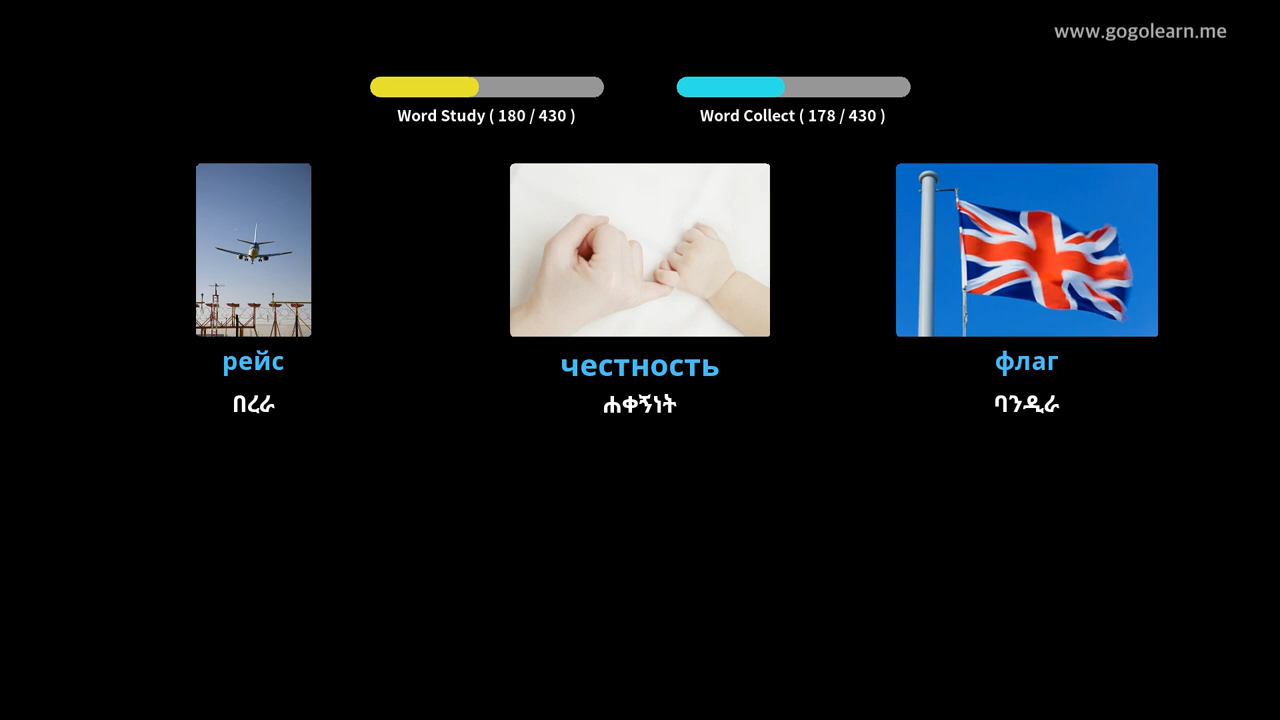 www.gogolearn.me
Word Study ( 180 / 430 )
Word Collect ( 178 / 430 )
рейс
честность
флаг
በረራ
ሐቀኝነት
ባንዲራ